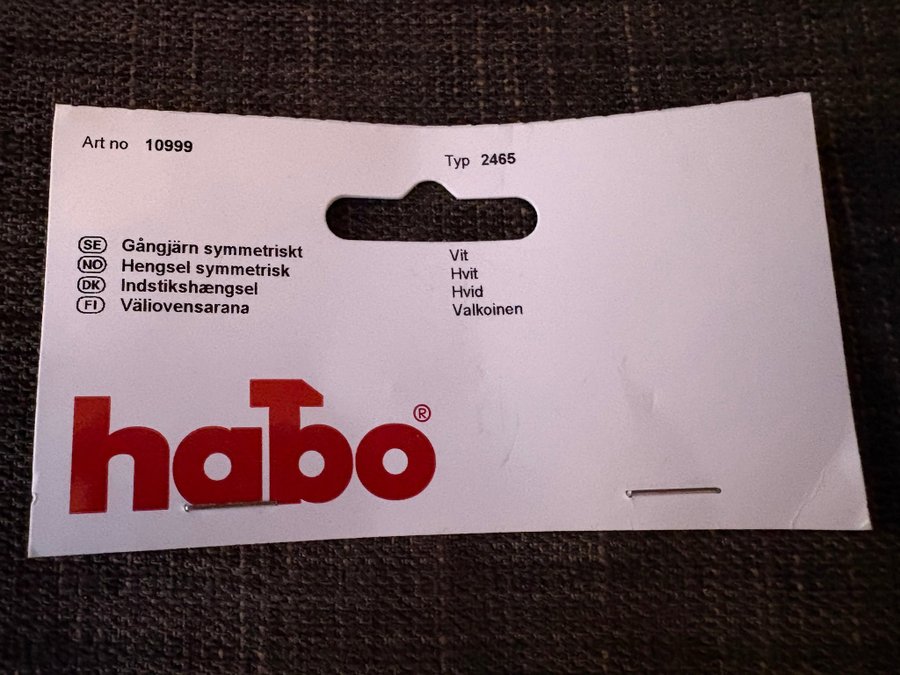 Art no 10999
Typ 2465
SE Gångjärn symmetriskt Vit
NO Hengsel symmetrisk Hvit
DK Indstikshængsel Hvid
FI Väliovensarana Valkoinen
habo®